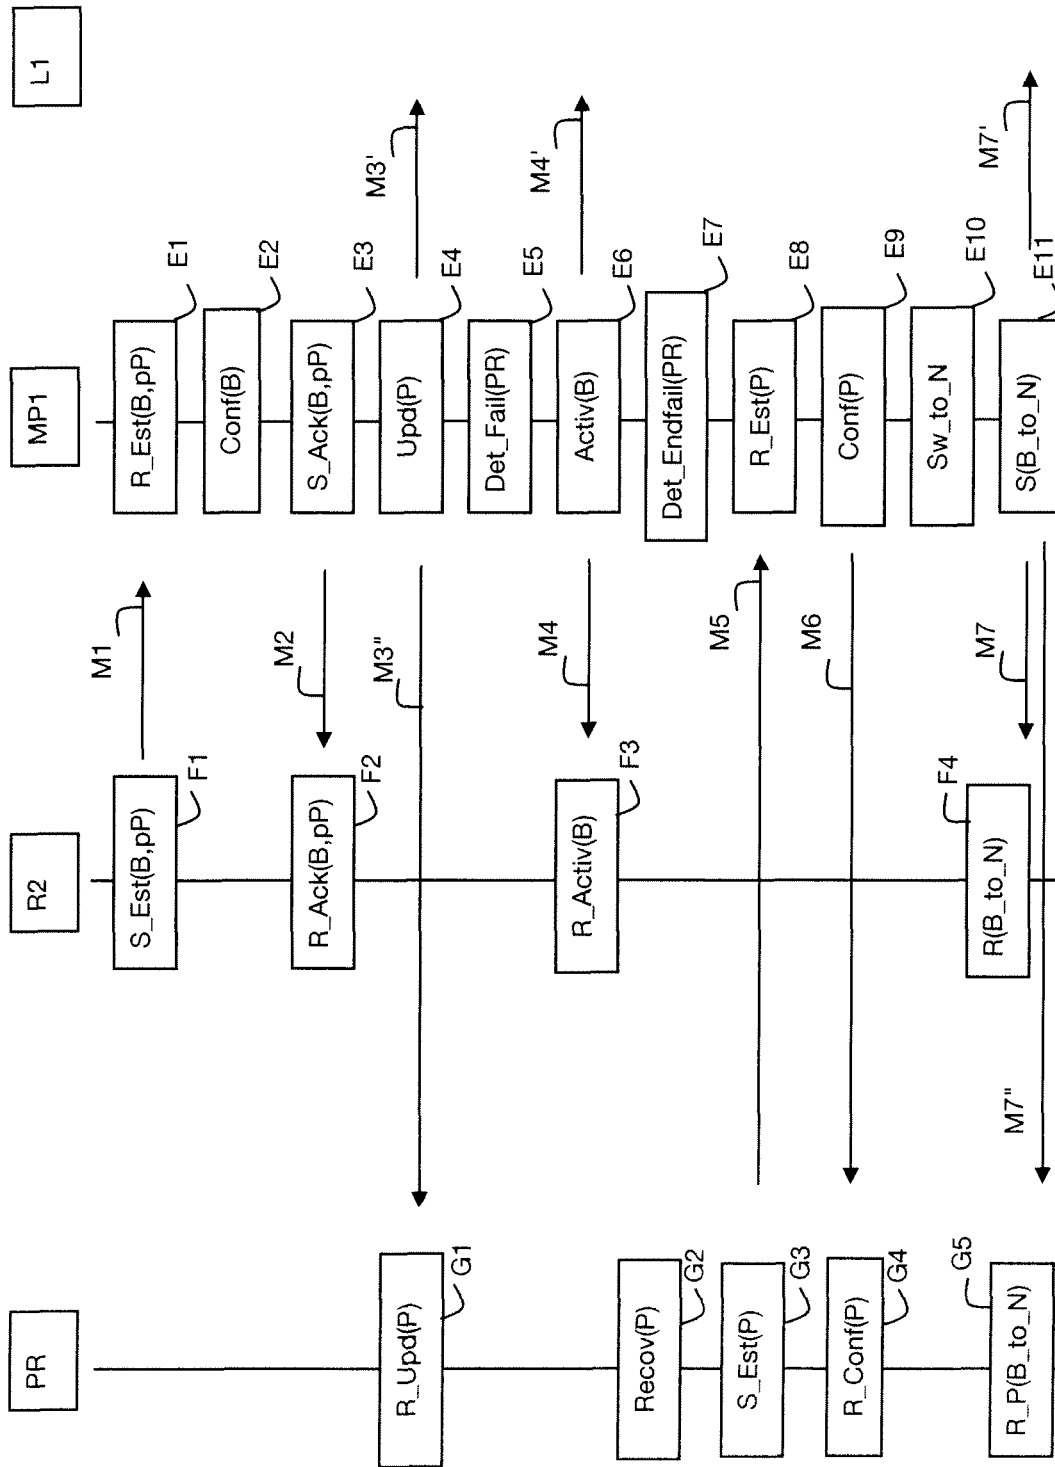 PR
R2
MP1
L1
S_Est(B,pP)
F1
M1
R_Est(B,pP)
E1
Conf(B)
E2
R_Ack(B,pP)
F2
M2
S_Ack(B,pP)
E3
R_Upd(P)
G1
M3"
Upd(P)
E4
M3'
Det_Fail(PR)
E5
R_Activ(B)
F3
M4
Activ(B)
E6
M4'
Recov(P)
G2
Det_Endfail(PR)
E7
S_Est(P)
G3
M5
R_Est(P)
E8
R_Conf(P)
G4
M6
Conf(P)
E9
Sw_to_N
E10
R_P(B_to_N)
G5
M7"
R(B_to_N)
F4
M7
S(B_to_N)
E11
M7'